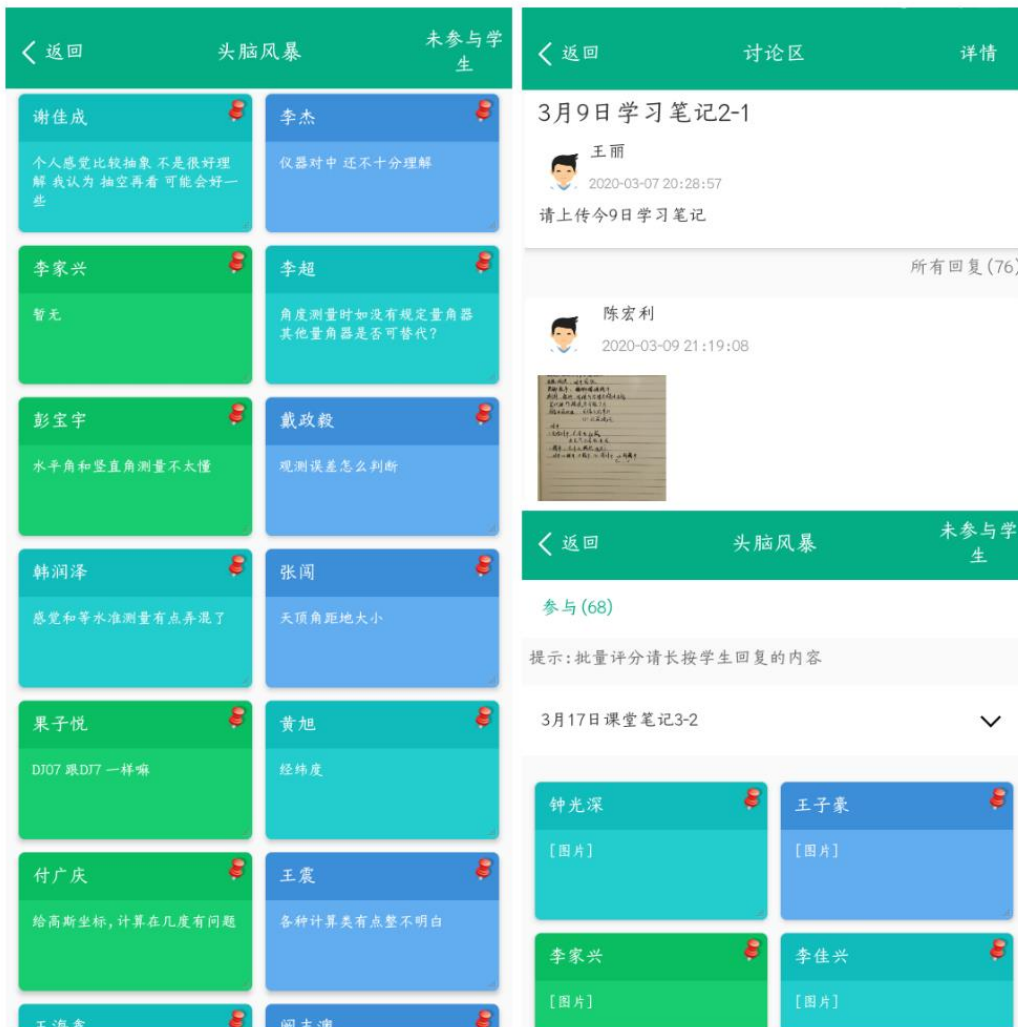 返回
头脑风暴
未参与学
生
谢佳成
个人感觉比较抽象 不是很好理
解 我认为 抽空再看 可能会好一
些
李杰
仪器对中 还不十分理解
李家兴
暂无
李超
角度测量时如没有规定量角器
其他量角器是否可替代?
彭宝宇
水平角和坚直角测量不太懂
戴政毅
观测误差怎么判断
韩润泽
感觉和等水准测量有点弄混了
张闯
天顶角距地大小
果子悦
DJ07 跟DJ7 一样嘛
黄旭
经纬度
付广庆
给高斯坐标,计算在几度有问题
王震
各种计算类有点整不明白
返回
讨论区
详情
3月9日学习笔记2-1
王丽
2020-03-07 20:28:57
请上传今9日学习笔记
所有回复(76)
陈宏利
2020-03-09 21:19:08
返回
头脑风暴
未参与学
生
参与(68)
提示:批量评分请长按学生回复的内容
3月17日课堂笔记3-2
钟光深
[图片]
王子豪
[图片]
李家兴
[图片]
李佳兴
[图片]